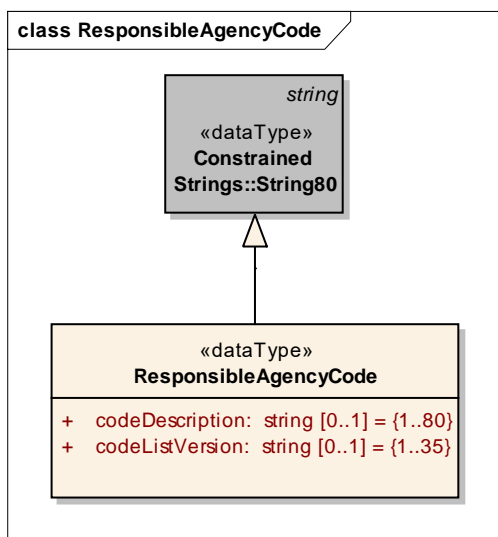 class ResponsibleAgencyCode
string
«dataType»
Constrained
Strings::String80
«dataType»
ResponsibleAgencyCode
+ codeDescription: string [0..1] = {1..80}
+ codeListVersion: string [0..1] = {1..35}